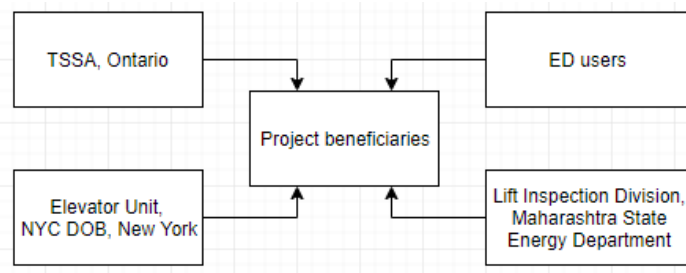 TSSA, Ontario
ED users
Project beneficiaries
Elevator Unit,
NYC DOB, New York
Lift Inspection Division,
Maharashtra State
Energy Department